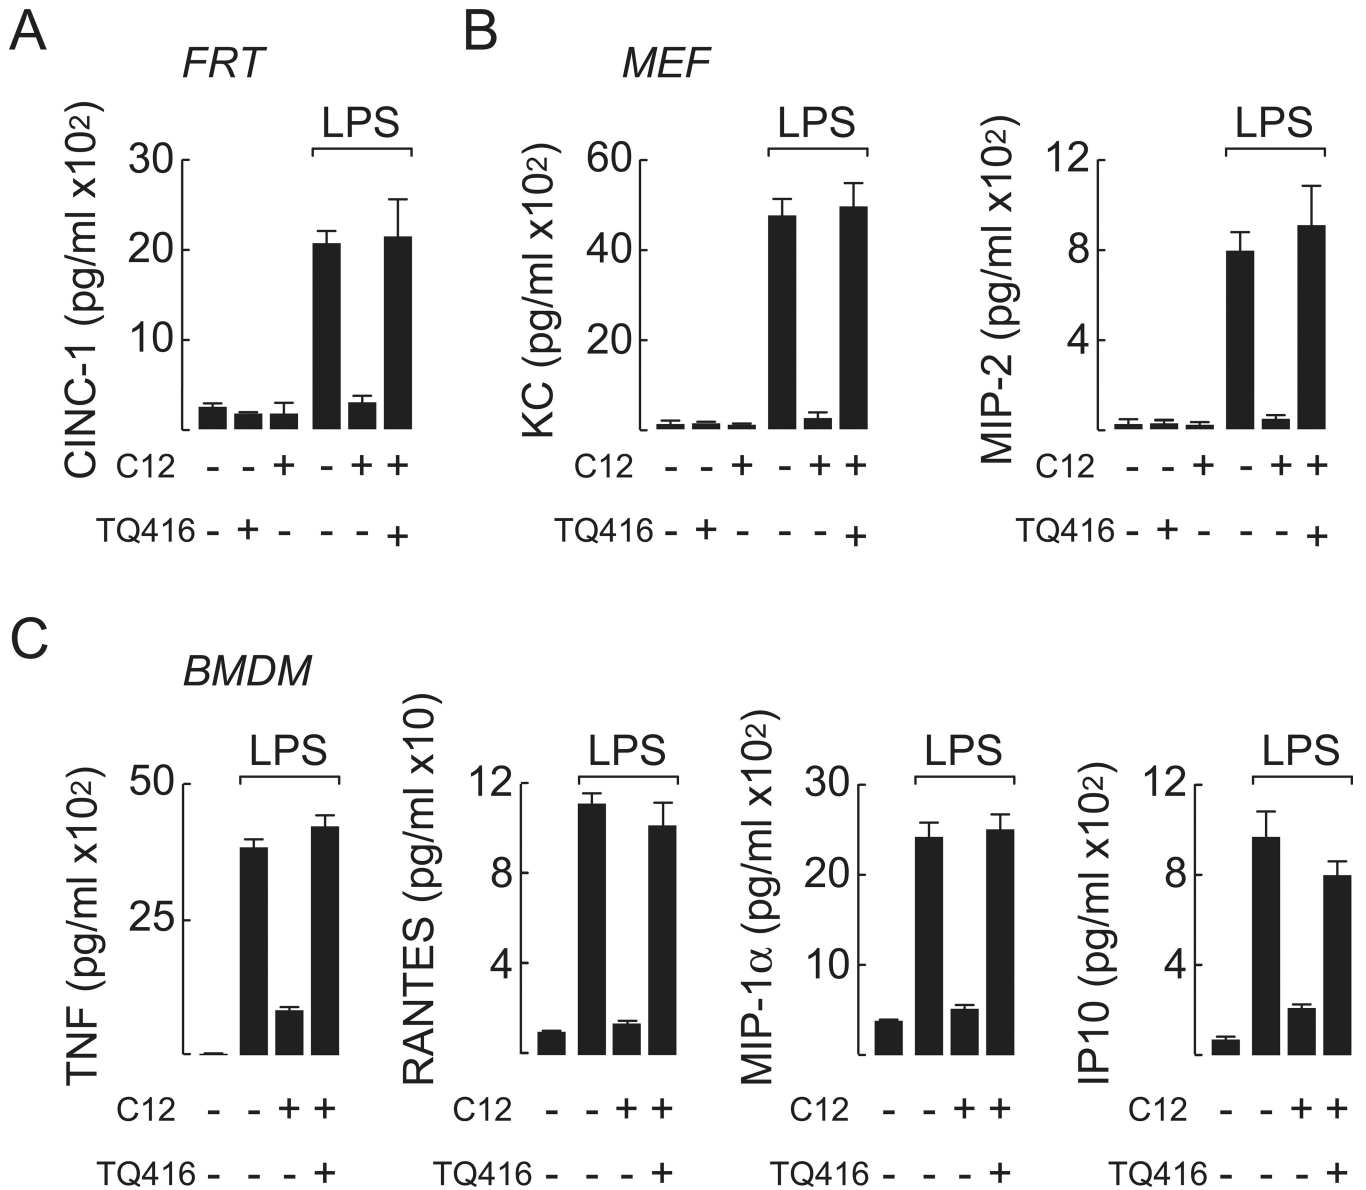 A
FRT
CINC-1 (pg/ml x10²)
LPS
30
20
10
C12 - - + - + +
TQ416 - + - - - +
B
MEF
KC (pg/ml x10²)
LPS
60
40
20
C12 - - + - + +
TQ416 - + - - - +
MIP-2 (pg/ml x10²)
LPS
12
8
4
C12 - - + - + +
TQ416 - + - - - +
C
BMDM
TNF (pg/ml x10²)
LPS
50
25
C12 - - + +
TQ416 - - - +
RANTES (pg/ml x10)
LPS
12
8
4
C12 - - + +
TQ416 - - - +
MIP-1α (pg/ml x10²)
LPS
30
20
10
C12 - - + +
TQ416 - - - +
IP10 (pg/ml x10²)
LPS
12
8
4
C12 - - + +
TQ416 - - - +